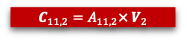 C₁₁,₂ = A₁₁,₂× V₂